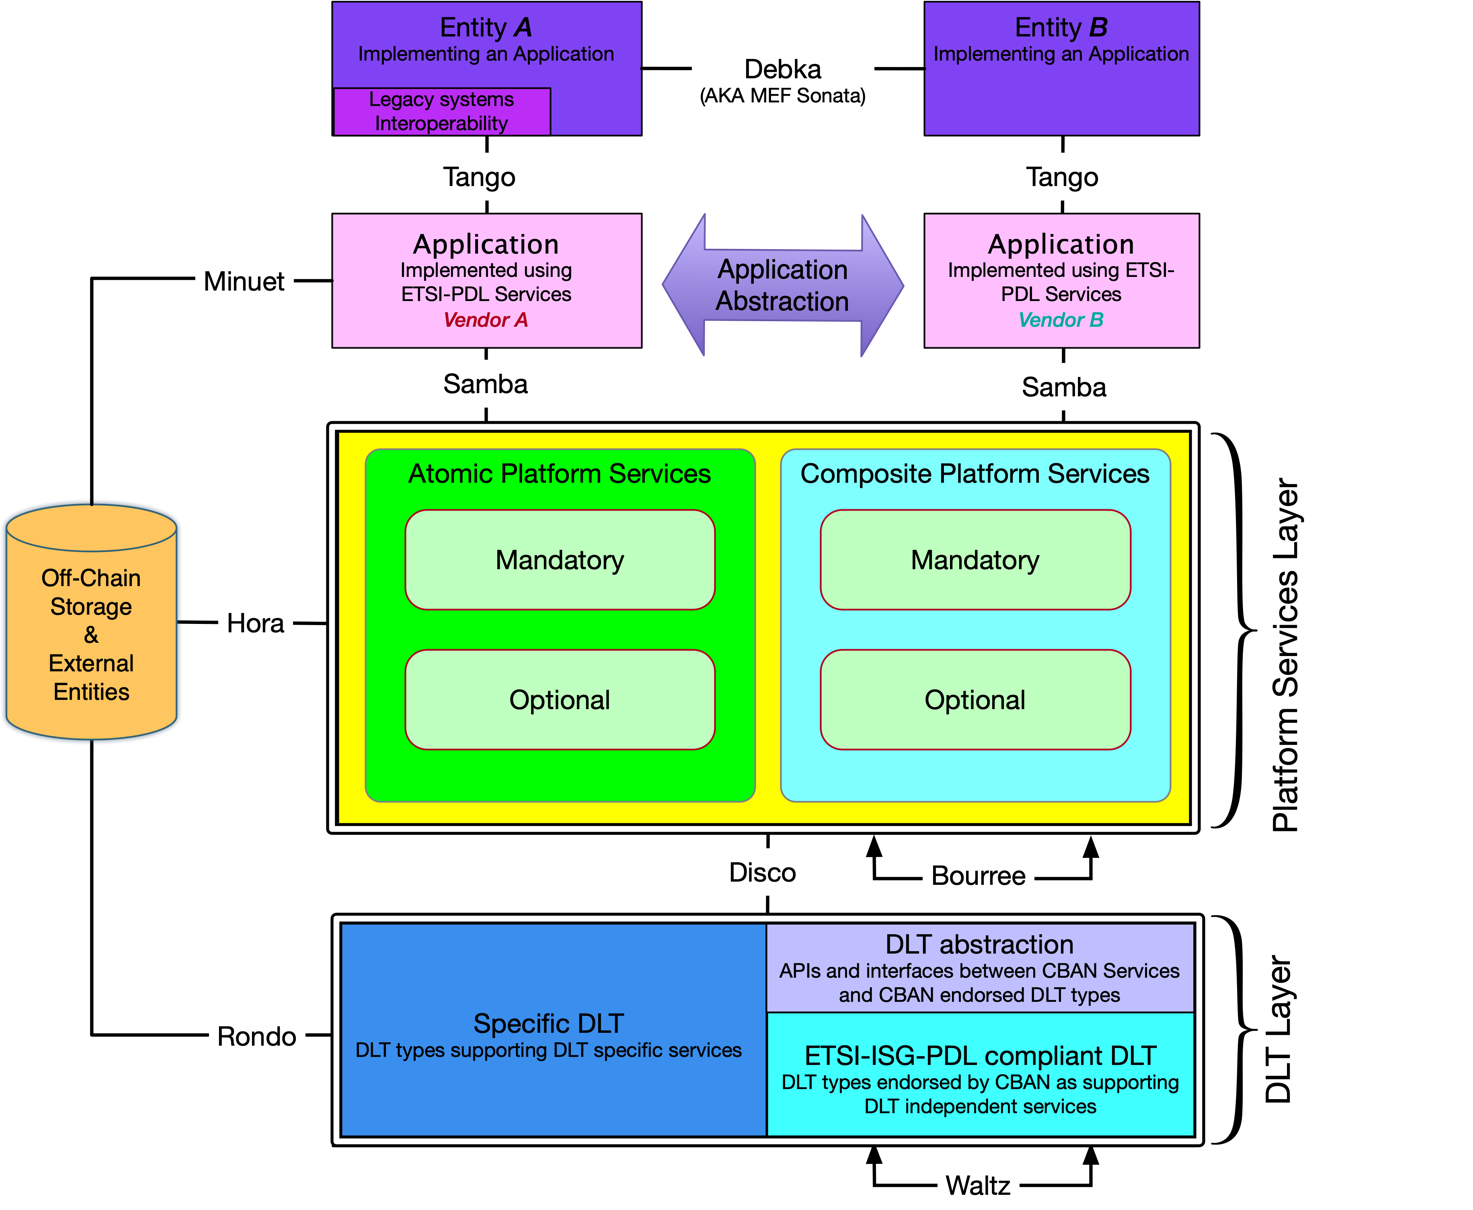 Entity A
Implementing an Application
Legacy systems
Interoperability
Debka
(AKA MEF Sonata)
Entity B
Implementing an Application
Tango
Tango
Minuet
Application
Implemented using
ETSI-PDL Services
Vendor A
Application
Abstraction
Application
Implemented using ETSI-
PDL Services
Vendor B
Samba
Samba
Atomic Platform Services
Mandatory
Optional
Composite Platform Services
Mandatory
Optional
Platform Services Layer
Off-Chain
Storage
&
External
Entities
Hora
Disco
Bourree
Rondo
Specific DLT
DLT types supporting DLT specific services
DLT abstraction
APIs and interfaces between CBAN Services
and CBAN endorsed DLT types
ETSI-ISG-PDL compliant DLT
DLT types endorsed by CBAN as supporting
DLT independent services
DLT Layer
Waltz